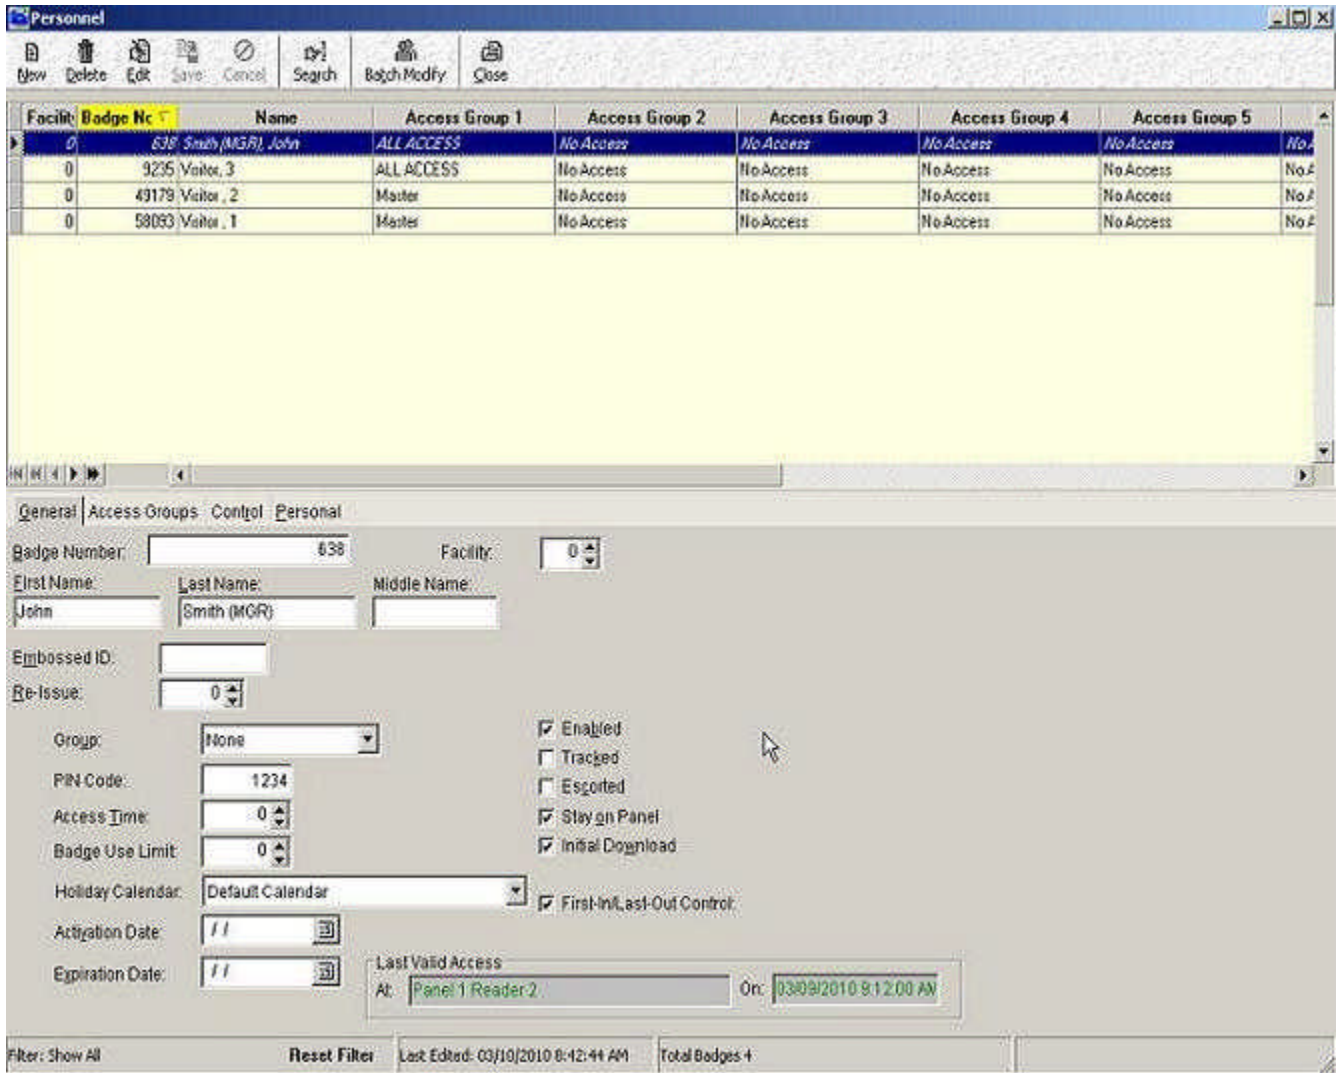 Personnel
New Delete Edit Save Cancel Search Batch Modify Close
Facility Badge No Name Access Group 1 Access Group 2 Access Group 3 Access Group 4 Access Group 5
0 638 Smith (MGR), John ALL ACCESS No Access No Access No Access No Access No A
0 9235 Visitor, 3 ALL ACCESS No Access No Access No Access No Access No A
0 49179 Visitor , 2 Master No Access No Access No Access No Access No A
0 58093 Visitor , 1 Master No Access No Access No Access No Access No A
General Access Groups Control Personal
Badge Number: 638 Facility: 0
First Name: Last Name: Middle Name:
John Smith (MGR)
Embossed ID:
Re-Issue: 0
Group: None Enabled
Tracked
PIN Code: 1234 Escorted
Access Time: 0 Stay on Panel
Badge Use Limit 0 Initial Download
Holiday Calendar: Default Calendar First-In/Last-Out Control:
Activation Date: / /
Expiration Date: / / Last Valid Access
At: Panel 1 Reader 2 On: 03/09/2010 9:12:00 AM
Filter: Show All Reset Filter Last Edited: 03/10/2010 8:42:44 AM Total Badges 4